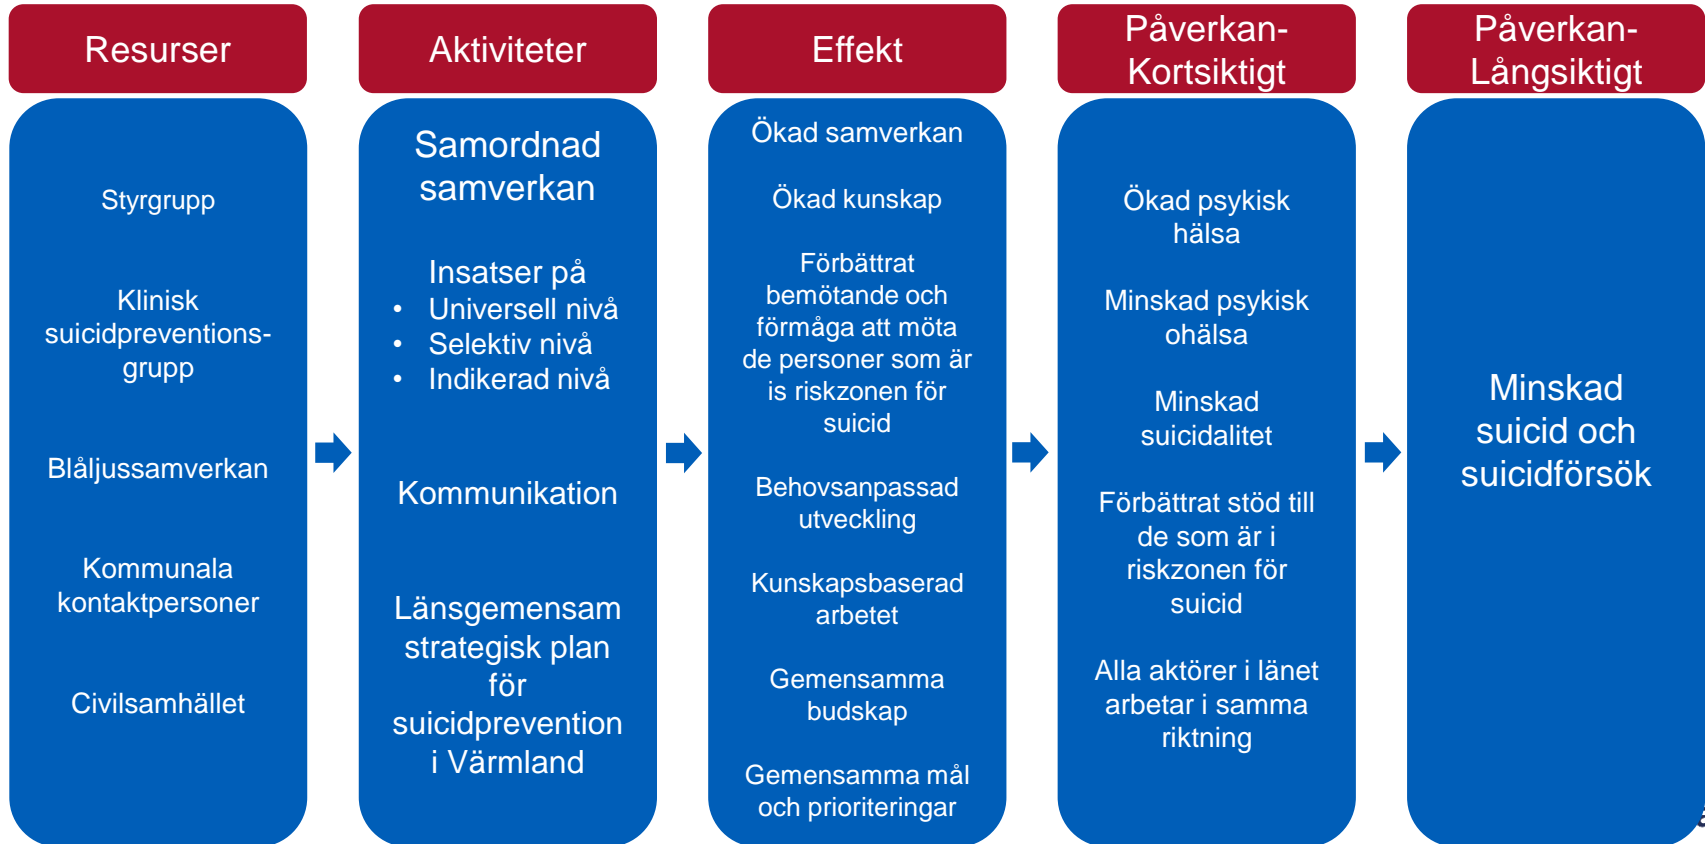 Resurser
Styrgrupp
Klinisk
suicidpreventions-
grupp
Blåljussamverkan
Kommunala
kontaktpersoner
Civilsamhället
Aktiviteter
Samordnad
samverkan
Insatser på
• Universell nivå
• Selektiv nivå
• Indikerad nivå
Kommunikation
Länsgemensam
strategisk plan
för
suicidprevention
i Värmland
Effekt
Ökad samverkan
Ökad kunskap
Förbättrat
bemötande och
förmåga att möta
de personer som är
is riskzonen för
suicid
Behovsanpassad
utveckling
Kunskapsbaserad
arbetet
Gemensamma
budskap
Gemensamma mål
och prioriteringar
Påverkan-
Kortsiktigt
Ökad psykisk
hälsa
Minskad psykisk
ohälsa
Minskad
suicidalitet
Förbättrat stöd till
de som är i
riskzonen för
suicid
Alla aktörer i länet
arbetar i samma
riktning
Påverkan-
Långsiktigt
Minskad
suicid och
suicidförsök